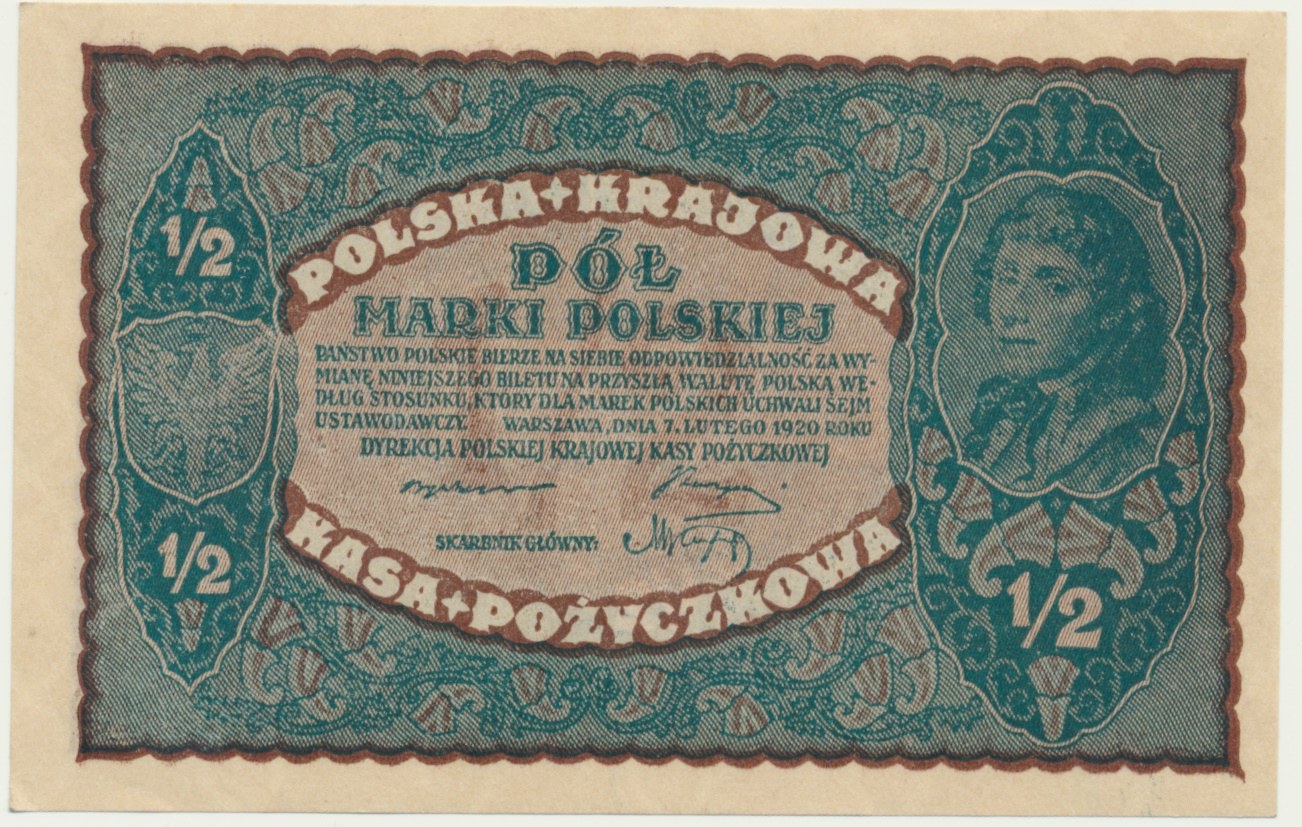 POLSKA+KRAJOWA
PÓŁ
MARKI POLSKIEJ
PAŃSTWO POLSKIE BIERZE NA SIEBIE ODPOWIEDZIALNOŚĆ ZA WY-
MIANĘ NINIEJSZEGO BILETU NA PRZYSZŁĄ WALUTĘ POLSKĄ WE-
DŁUG STOSUNKU, KTÓRY DLA MAREK POLSKICH UCHWALI SEJM
USTAWODAWCZY. WARSZAWA, DNIA 7. LUTEGO 1920 ROKU
DYREKCJA POLSKIEJ KRAJOWEJ KASY POŻYCZKOWEJ
SKARBNIK GŁÓWNY:
KASA+POŻYCZKOWA
1/2
1/2
1/2